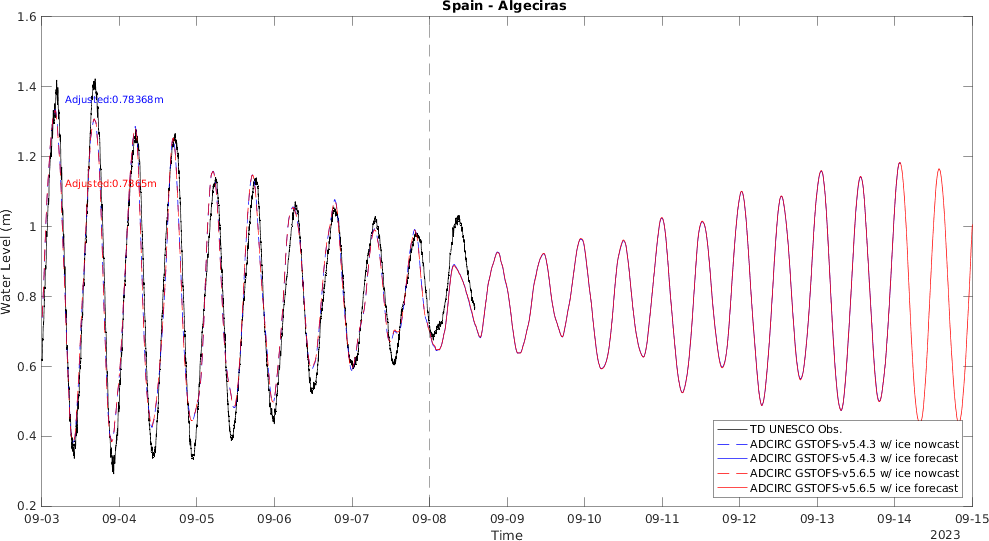 Spain - Algeciras
1.6
1.4
1.2
1
0.8
0.6
0.4
0.2
Water Level (m)
Adjusted:0.78368m
Adjusted:0.7865m
TD UNESCO Obs.
ADCIRC GSTOFS-v5.4.3 w/ ice nowcast
ADCIRC GSTOFS-v5.4.3 w/ ice forecast
ADCIRC GSTOFS-v5.6.5 w/ ice nowcast
ADCIRC GSTOFS-v5.6.5 w/ ice forecast
09-03 09-04 09-05 09-06 09-07 09-08 09-09 09-10 09-11 09-12 09-13 09-14 09-15
Time
2023